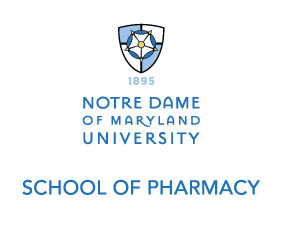 1895
NOTRE DAME
OF MARYLAND
UNIVERSITY
SCHOOL OF PHARMACY